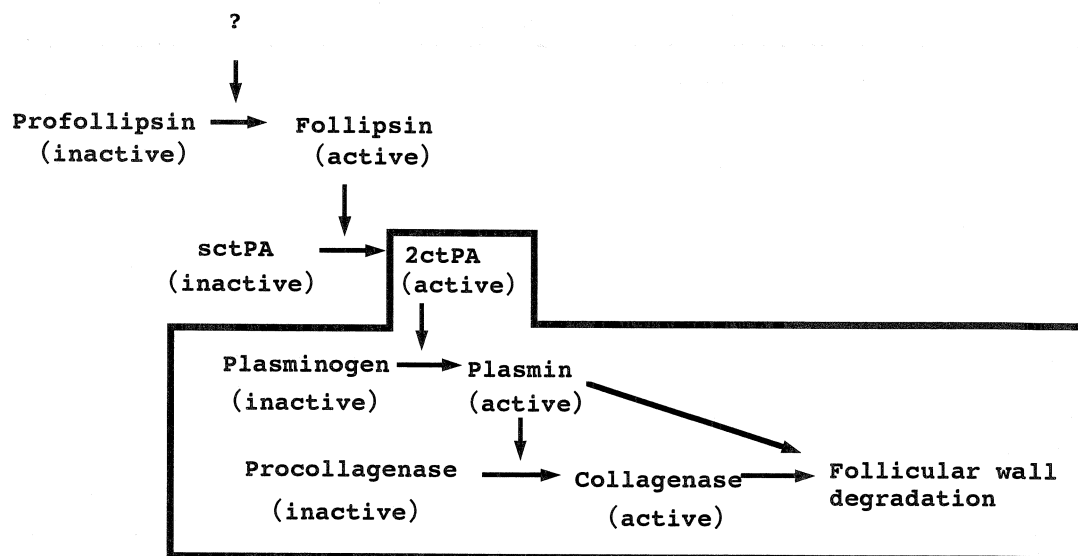 ?
Profollipsin
(inactive)
Follipsin
(active)
sctPA
(inactive)
2ctPA
(active)
Plasminogen
(inactive)
Plasmin
(active)
Procollagenase
(inactive)
Collagenase
(active)
Follicular wall
degradation